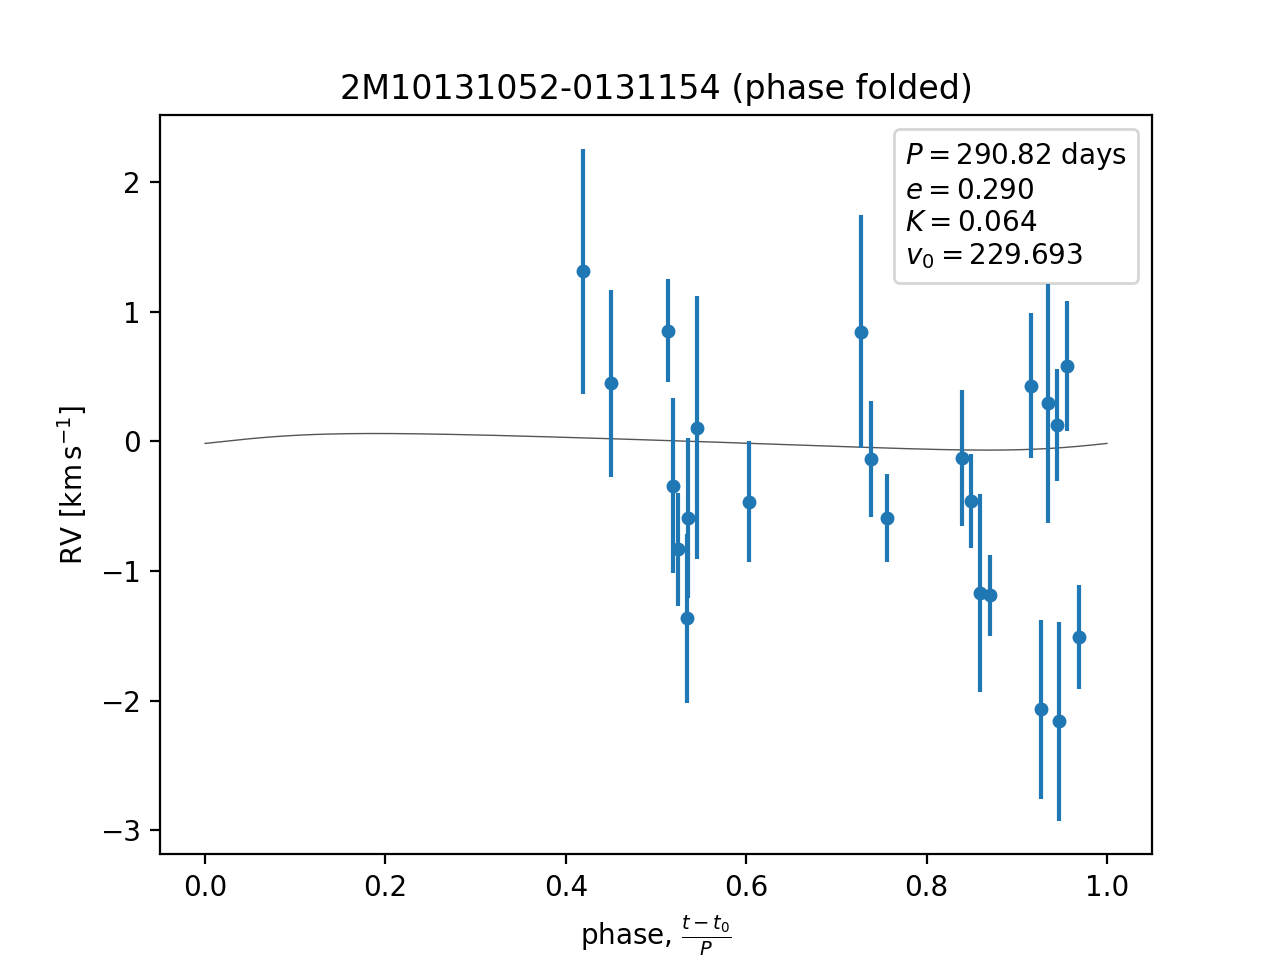 2M10131052-0131154 (phase folded)
P = 290.82 days
e = 0.290
K = 0.064
v₀ = 229.693
2
1
0
−1
−2
−3
RV [km s⁻¹]
0.0 0.2 0.4 0.6 0.8 1.0
phase, (t − t₀)/P